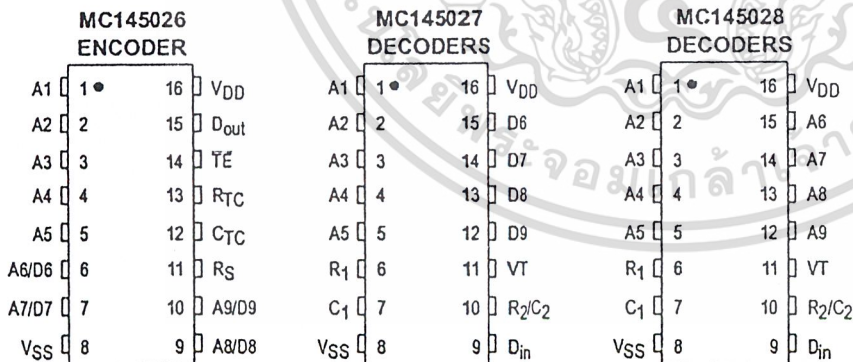 MC145026
ENCODER
A1 1 16 VDD
A2 2 15 Dout
A3 3 14 TE
A4 4 13 RTC
A5 5 12 CTC
A6/D6 6 11 RS
A7/D7 7 10 A9/D9
VSS 8 9 A8/D8
MC145027
DECODERS
A1 1 16 VDD
A2 2 15 D6
A3 3 14 D7
A4 4 13 D8
A5 5 12 D9
R1 6 11 VT
C1 7 10 R2/C2
VSS 8 9 Din
MC145028
DECODERS
A1 1 16 VDD
A2 2 15 A6
A3 3 14 A7
A4 4 13 A8
A5 5 12 A9
R1 6 11 VT
C1 7 10 R2/C2
VSS 8 9 Din